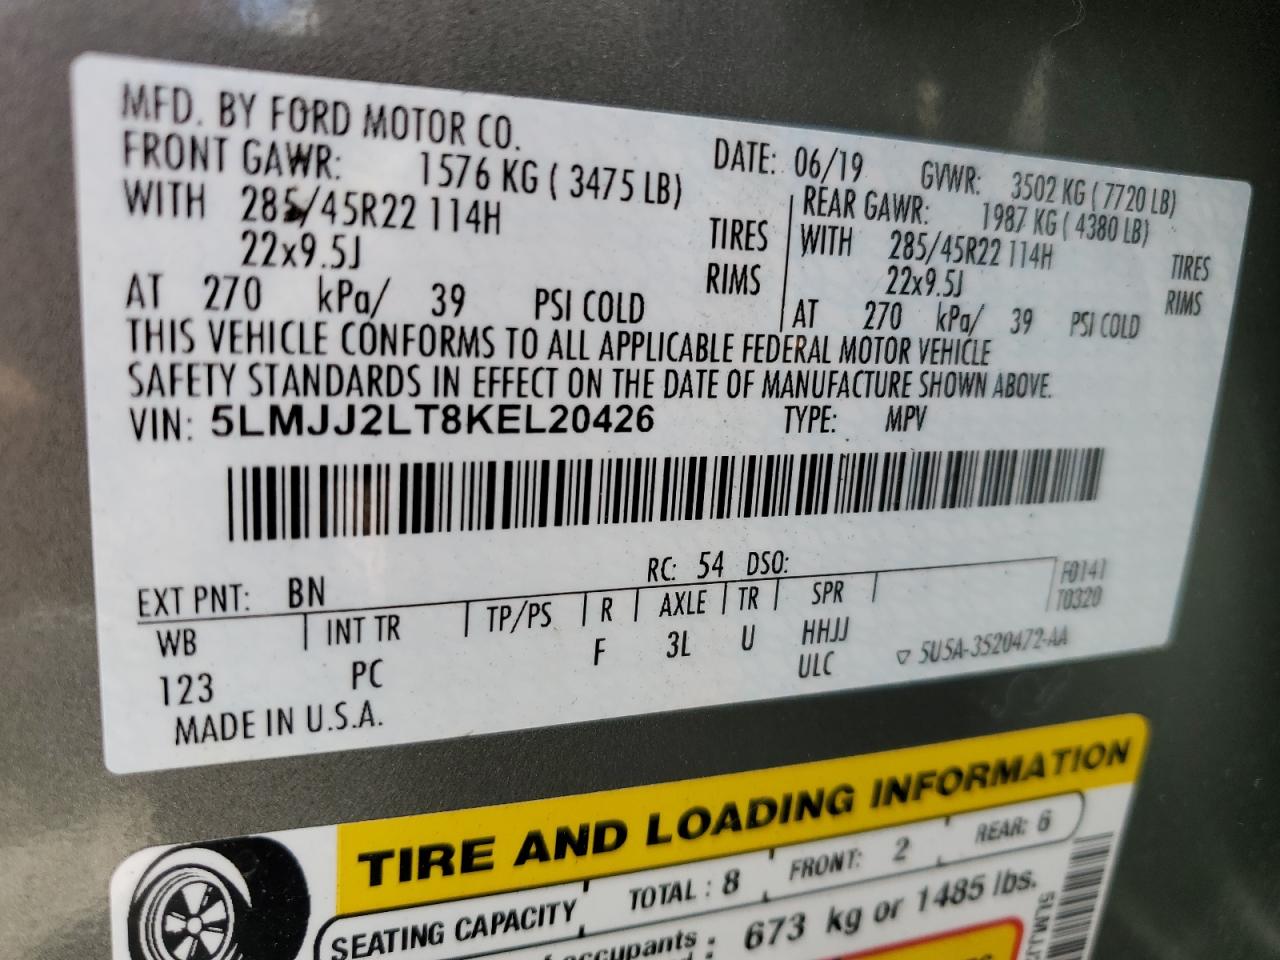 MFD. BY FORD MOTOR CO.
DATE: 06/19 GVWR: 3502 KG ( 7720 LB)
FRONT GAWR: 1576 KG ( 3475 LB)
WITH 285/45R22 114H TIRES
22x9.5J RIMS
AT 270 kPa/ 39 PSI COLD
REAR GAWR: 1987 KG ( 4380 LB)
WITH 285/45R22 114H TIRES
22x9.5J RIMS
AT 270 kPa/ 39 PSI COLD
THIS VEHICLE CONFORMS TO ALL APPLICABLE FEDERAL MOTOR VEHICLE
SAFETY STANDARDS IN EFFECT ON THE DATE OF MANUFACTURE SHOWN ABOVE.
VIN: 5LMJJ2LT8KEL20426 TYPE: MPV
EXT PNT: BN RC: 54 DSO:
WB INT TR TP/PS R AXLE TR SPR
123 PC F 3L U HHJJ
ULC
F0141
T0320
▽ 5U5A-3520472-AA
MADE IN U.S.A.
TIRE AND LOADING INFORMATION
SEATING CAPACITY TOTAL : 8 FRONT: 2 REAR: 6
occupants : 673 kg or 1485 lbs.